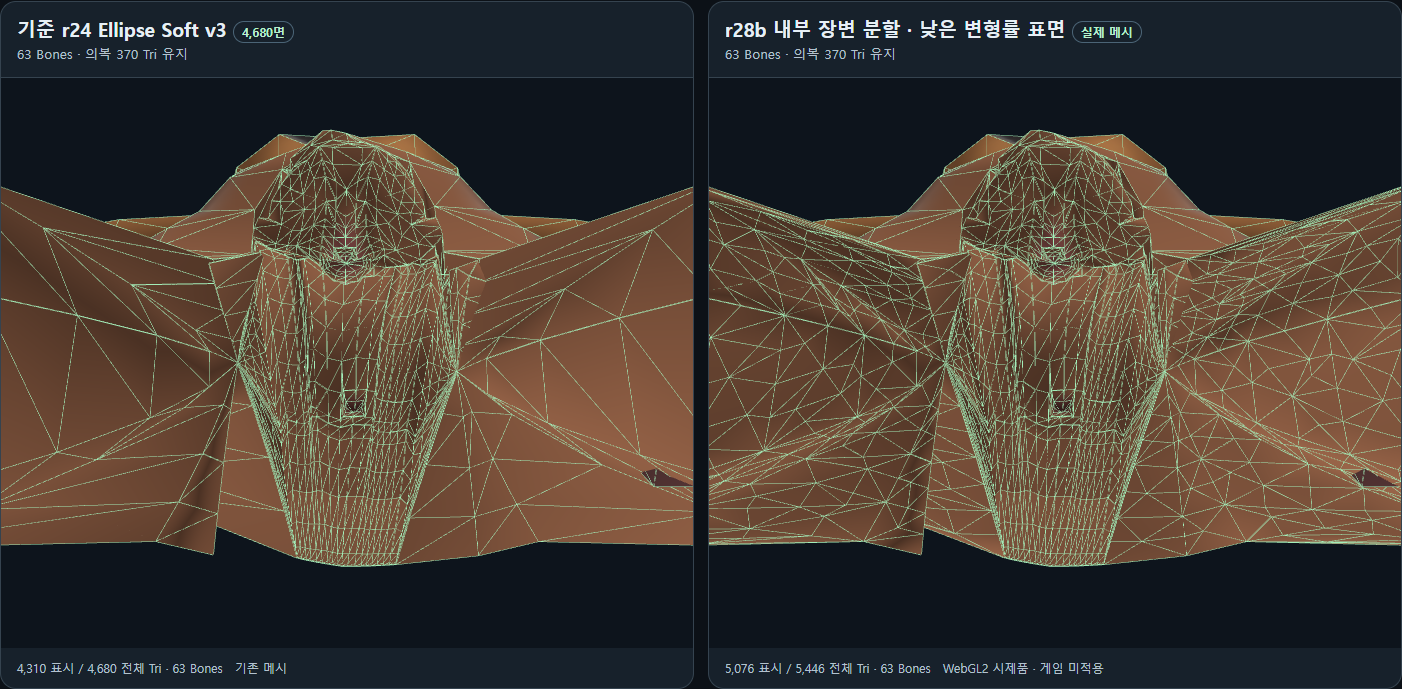 기준 r24 Ellipse Soft v3 4,680면
63 Bones · 의복 370 Tri 유지
4,310 표시 / 4,680 전체 Tri · 63 Bones 기존 메시
r28b 내부 장변 분할 · 낮은 변형률 표면 실제 메시
63 Bones · 의복 370 Tri 유지
5,076 표시 / 5,446 전체 Tri · 63 Bones WebGL2 시제품 · 게임 미적용